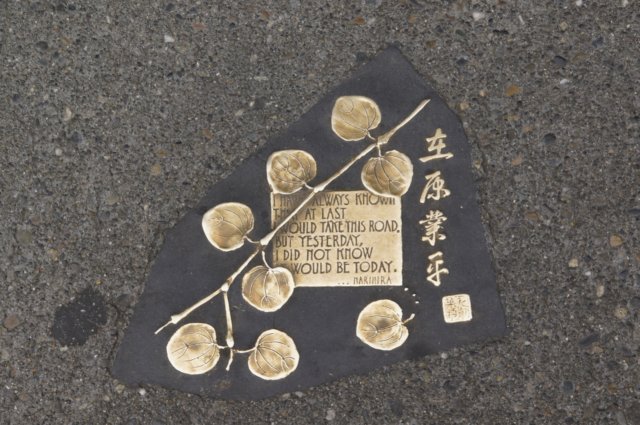 I HAVE ALWAYS KNOWN
THAT AT LAST
I WOULD TAKE THIS ROAD,
BUT YESTERDAY,
I DID NOT KNOW
IT WOULD BE TODAY.
...NARIHIRA
在原業平